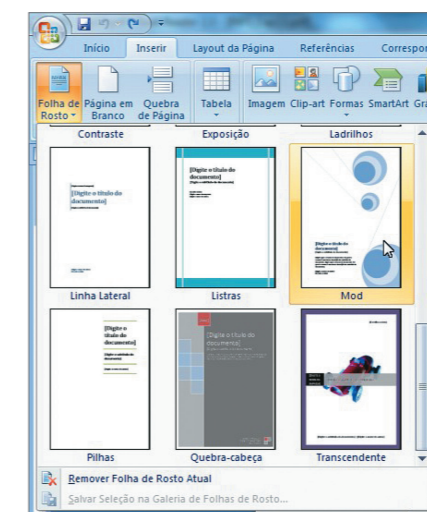 Início Inserir Layout da Página Referências Correspor
Folha de Rosto Página em Branco Quebra de Página Tabela Imagem Clip-art Formas SmartArt Grá
Contraste Exposição Ladrilhos
[Digite o título do documento]
[Digite o título do documento]
[Digite o título do documento]
Linha Lateral Listras Mod
[Digite o título do documento]
[Digite o título do documento]
Pilhas Quebra-cabeça Transcendente
Remover Folha de Rosto Atual
Salvar Seleção na Galeria de Folhas de Rosto...